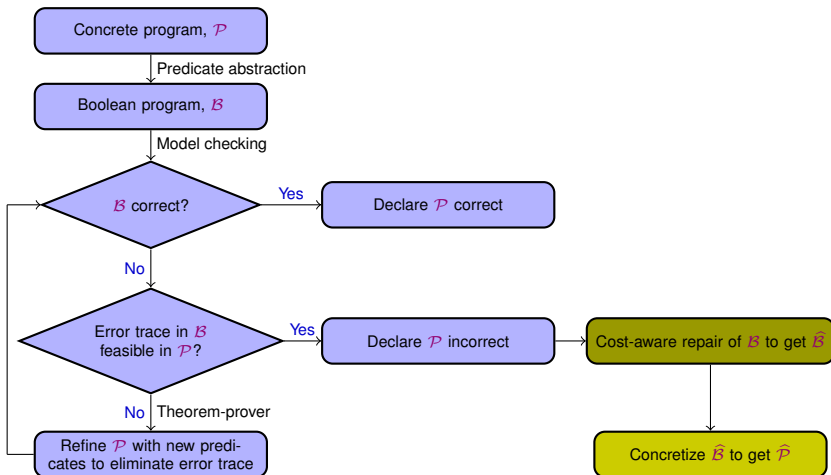 Concrete program, 𝒫
Predicate abstraction
Boolean program, ℬ
Model checking
ℬ correct?
Yes
Declare 𝒫 correct
No
Error trace in ℬ
feasible in 𝒫?
Yes
Declare 𝒫 incorrect
Cost-aware repair of ℬ to get ℬ̂
No
Theorem-prover
Refine 𝒫 with new predi-
cates to eliminate error trace
Concretize ℬ̂ to get 𝒫̂